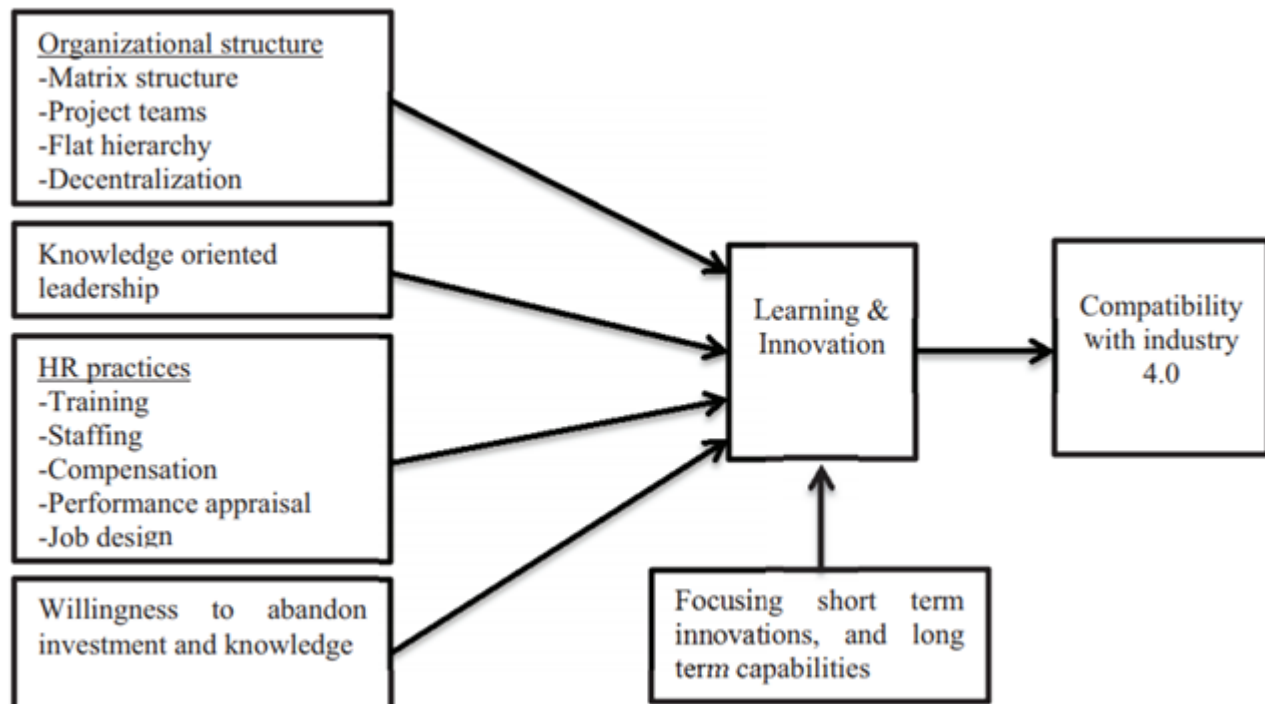 Organizational structure
-Matrix structure
-Project teams
-Flat hierarchy
-Decentralization
Knowledge oriented
leadership
HR practices
-Training
-Staffing
-Compensation
-Performance appraisal
-Job design
Willingness to abandon
investment and knowledge
Learning &
Innovation
Focusing short term
innovations, and long
term capabilities
Compatibility
with industry
4.0